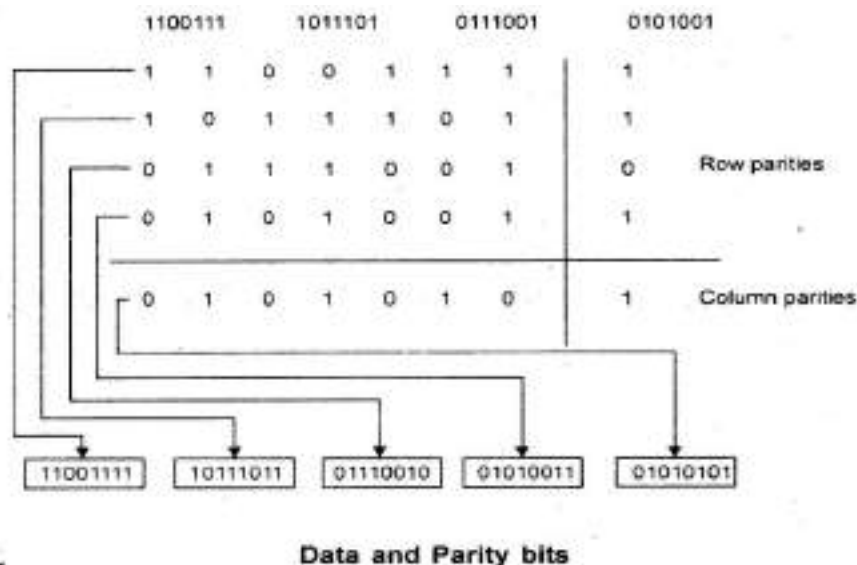 1100111 1011101 0111001 0101001
1 1 0 0 1 1 1 1
1 0 1 1 1 0 1 1
0 1 1 1 0 0 1 0 Row parities
0 1 0 1 0 0 1 1
0 1 0 1 0 1 0 1 Column parities
11001111 10111011 01110010 01010011 01010101
Data and Parity bits